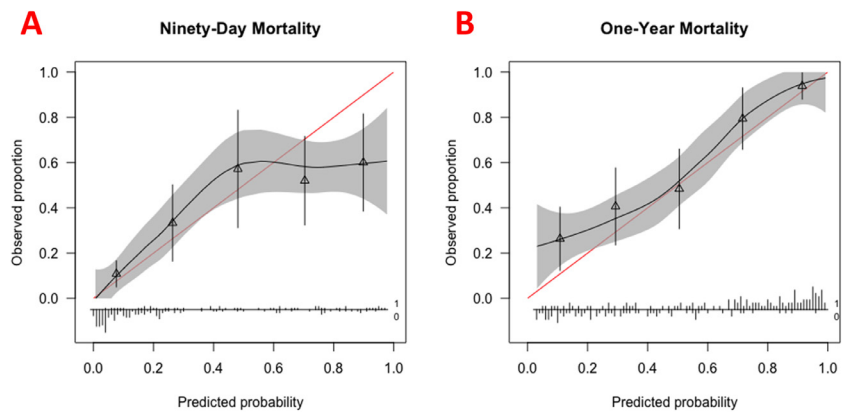 A
Ninety-Day Mortality
Observed proportion
1.0
0.8
0.6
0.4
0.2
0.0
1
0
0.0 0.2 0.4 0.6 0.8 1.0
Predicted probability
B
One-Year Mortality
Observed proportion
1.0
0.8
0.6
0.4
0.2
0.0
1
0
0.0 0.2 0.4 0.6 0.8 1.0
Predicted probability